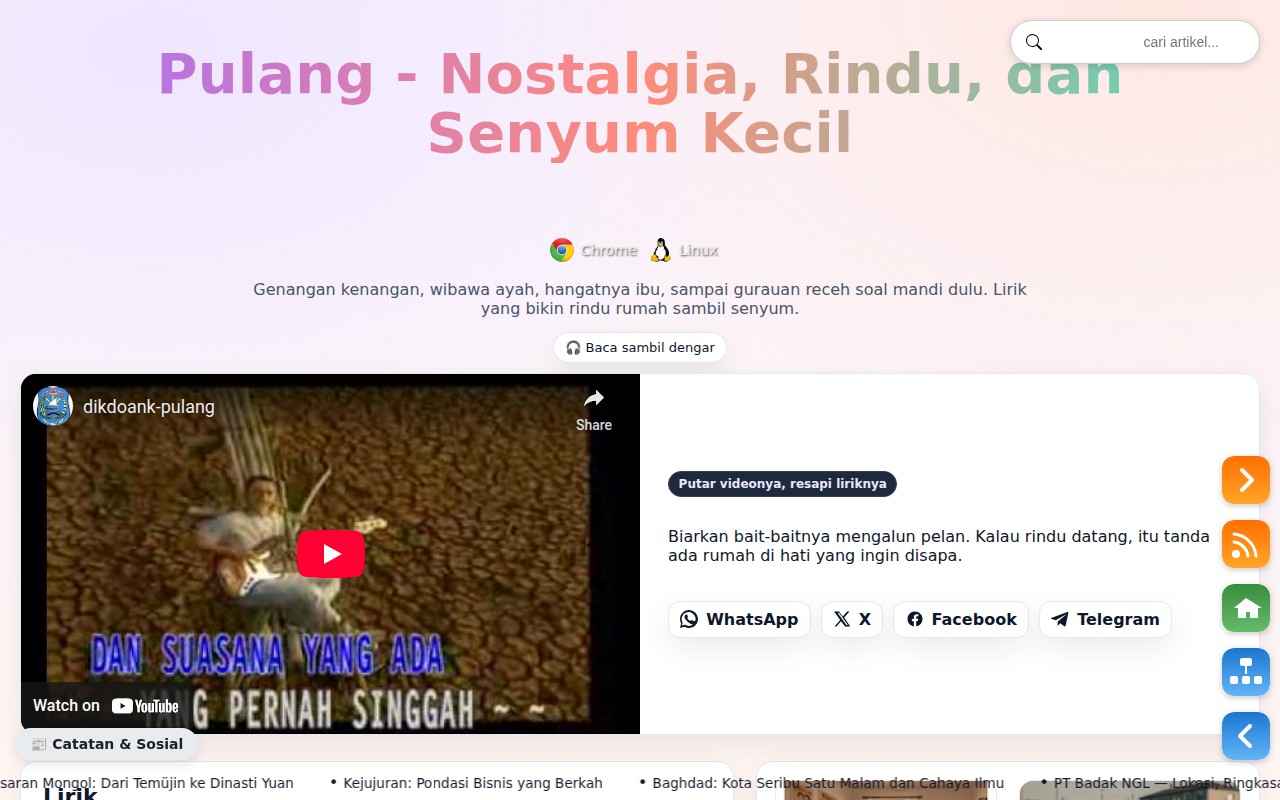 cari artikel...
Pulang - Nostalgia, Rindu, dan
Senyum Kecil
Chrome Linux
Genangan kenangan, wibawa ayah, hangatnya ibu, sampai gurauan receh soal mandi dulu. Lirik
yang bikin rindu rumah sambil senyum.
🎧 Baca sambil dengar
dikdoank-pulang
Share
DAN SUASANA YANG ADA
YANG PERNAH SINGGAH ~ ~
Watch on YouTube
Putar videonya, resapi liriknya
Biarkan bait-baitnya mengalun pelan. Kalau rindu datang, itu tanda
ada rumah di hati yang ingin disapa.
WhatsApp X Facebook Telegram
📰 Catatan & Sosial
saran Mongol: Dari Temüjin ke Dinasti Yuan • Kejujuran: Pondasi Bisnis yang Berkah • Baghdad: Kota Seribu Satu Malam dan Cahaya Ilmu • PT Badak NGL — Lokasi, Ringkasa
Lirik